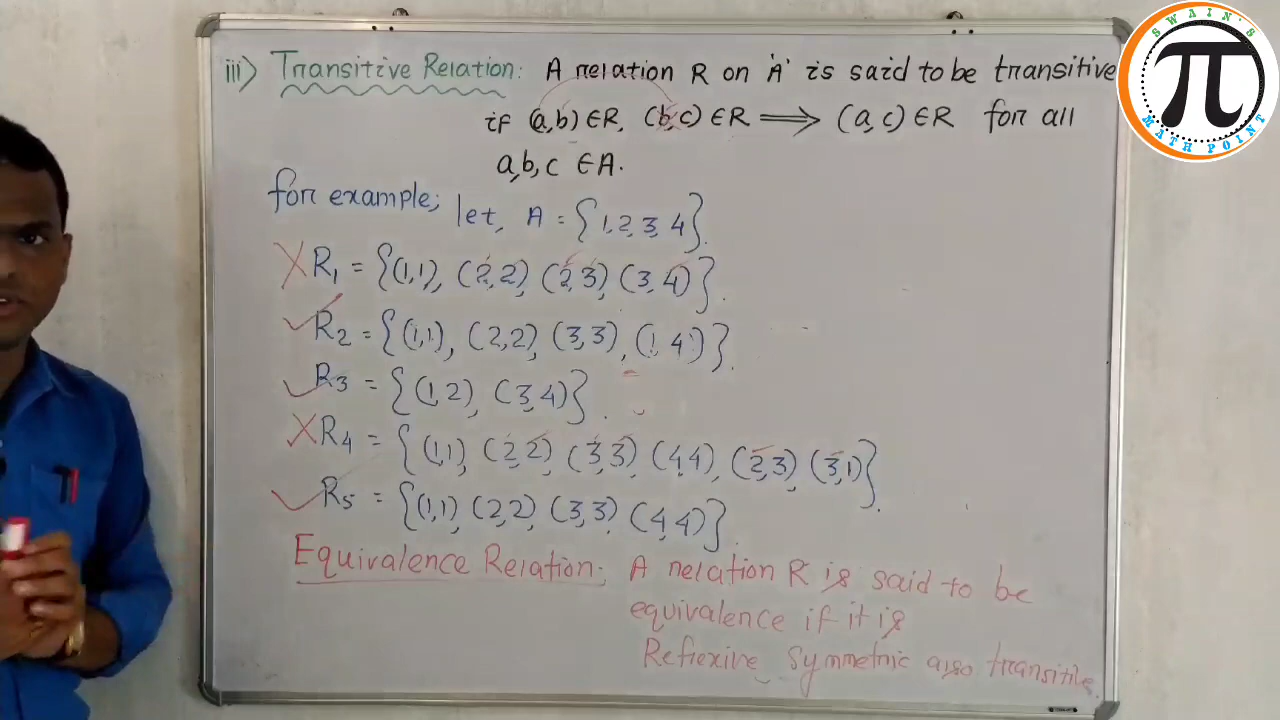 iii) Transitive Relation: A relation R on 'A' is said to be transitive
if (a,b) ∈ R, (b,c) ∈ R ⟹ (a,c) ∈ R for all
a,b,c ∈ A.
for example; let, A = {1,2,3,4}.
✗ R₁ = {(1,1), (2,2), (2,3), (3,4)}.
✓ R₂ = {(1,1), (2,2), (3,3), (1,4)}.
✓ R₃ = {(1,2), (3,4)}.
✗ R₄ = {(1,1), (2,2), (3,3), (4,4), (2,3), (3,1)}.
✓ R₅ = {(1,1), (2,2), (3,3), (4,4)}.
Equivalence Relation: A relation R is said to be
equivalence if it is
Reflexive, symmetric also transitive.
SWAIN'S
π
MATH POINT